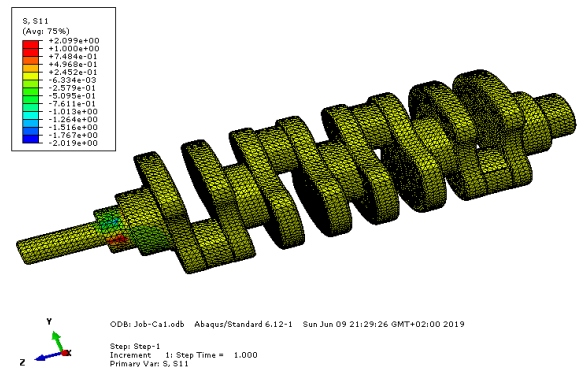 S, S11
(Avg: 75%)
+2.099e+00
+1.000e+00
+7.484e-01
+4.968e-01
+2.452e-01
-6.334e-03
-2.579e-01
-5.095e-01
-7.611e-01
-1.013e+00
-1.264e+00
-1.516e+00
-1.767e+00
-2.019e+00
Y
Z
X
ODB: Job-Ca1.odb Abaqus/Standard 6.12-1 Sun Jun 09 21:29:26 GMT+02:00 2019
Step: Step-1
Increment 1: Step Time = 1.000
Primary Var: S, S11